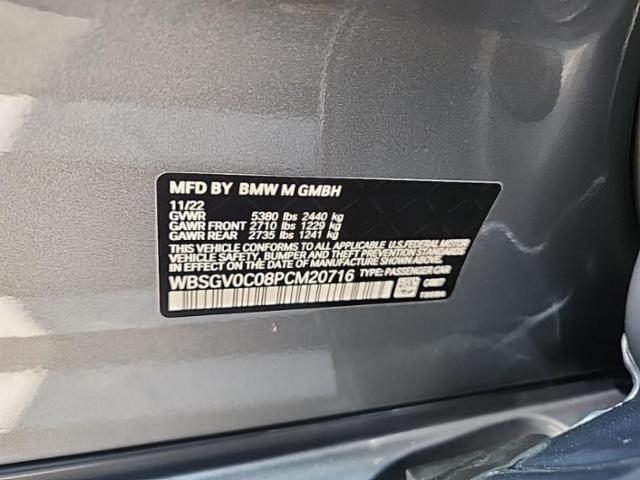 MFD BY BMW M GMBH
11/22
GVWR 5380 lbs 2440 kg
GAWR FRONT 2710 lbs 1229 kg
GAWR REAR 2735 lbs 1241 kg
THIS VEHICLE CONFORMS TO ALL APPLICABLE U.S. FEDERAL MOTOR
VEHICLE SAFETY, BUMPER, AND THEFT PREVENTION STANDARDS
IN EFFECT ON THE DATE OF MANUFACTURE SHOWN ABOVE.
WBSGV0C08PCM20716 TYPE: PASSENGER CAR